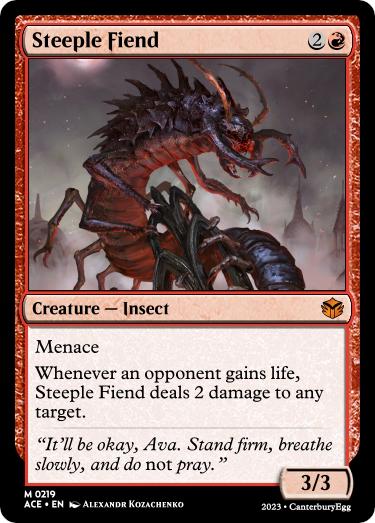 Steeple Fiend 2
Creature — Insect
Menace
Whenever an opponent gains life,
Steeple Fiend deals 2 damage to any
target.
“It’ll be okay, Ava. Stand firm, breathe
slowly, and do not pray.”
3/3
M 0219
ACE • EN Alexandr Kozachenko
2023 • CanterburyEgg